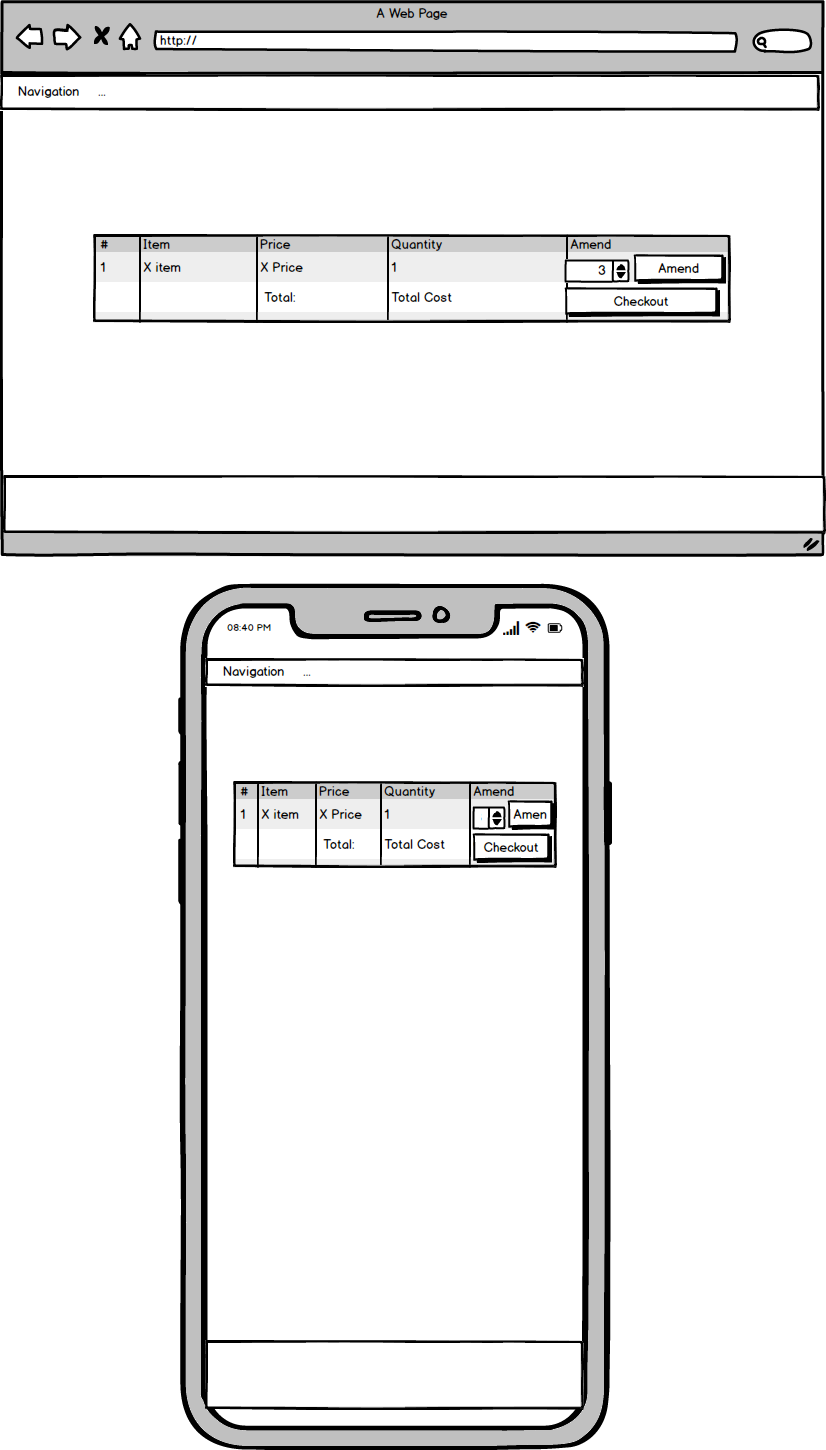 A Web Page
http://
Navigation ...
# Item Price Quantity Amend
1 X item X Price 1 3 Amend
Total: Total Cost Checkout
08:40 PM
Navigation ...
# Item Price Quantity Amend
1 X item X Price 1 Amen
Total: Total Cost Checkout